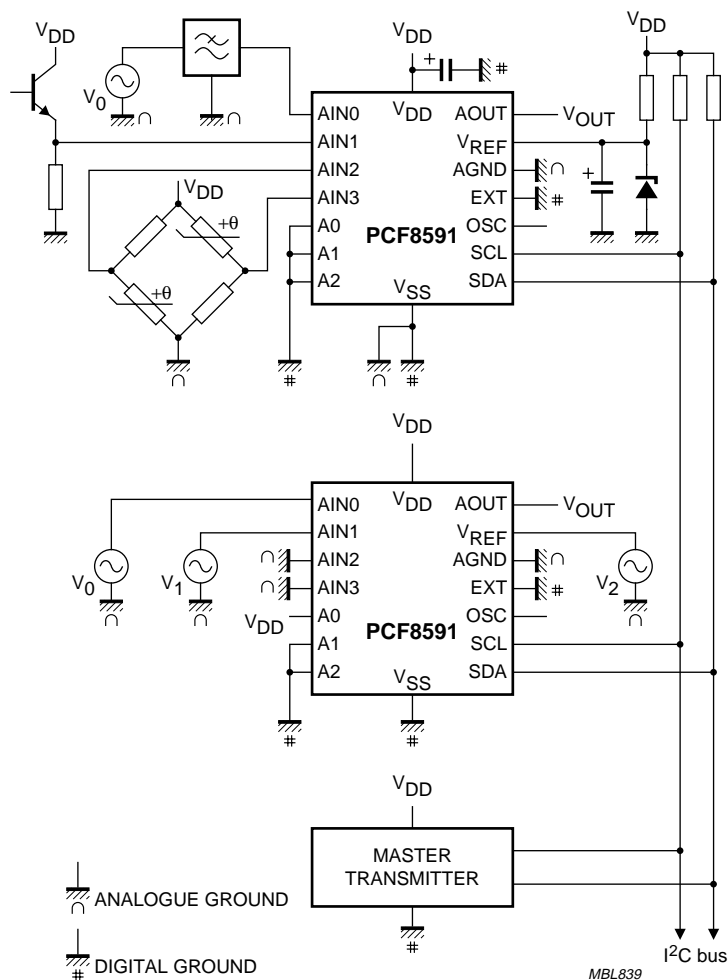 VDD
V0
VDD
VDD
+
#
VDD
AIN0
AIN1
AIN2
AIN3
A0
A1
A2
VDD
PCF8591
VSS
AOUT
VREF
AGND
EXT
OSC
SCL
SDA
VOUT
∩
#
+
∩
∩
VDD
+θ
+θ
∩
#
∩
#
VDD
AIN0
AIN1
AIN2
AIN3
A0
A1
A2
VDD
PCF8591
VSS
AOUT
VREF
AGND
EXT
OSC
SCL
SDA
VOUT
∩
#
V0
V1
V2
∩
∩
∩
∩
∩
VDD
#
#
VDD
MASTER
TRANSMITTER
#
∩ ANALOGUE GROUND
# DIGITAL GROUND
I²C bus
MBL839